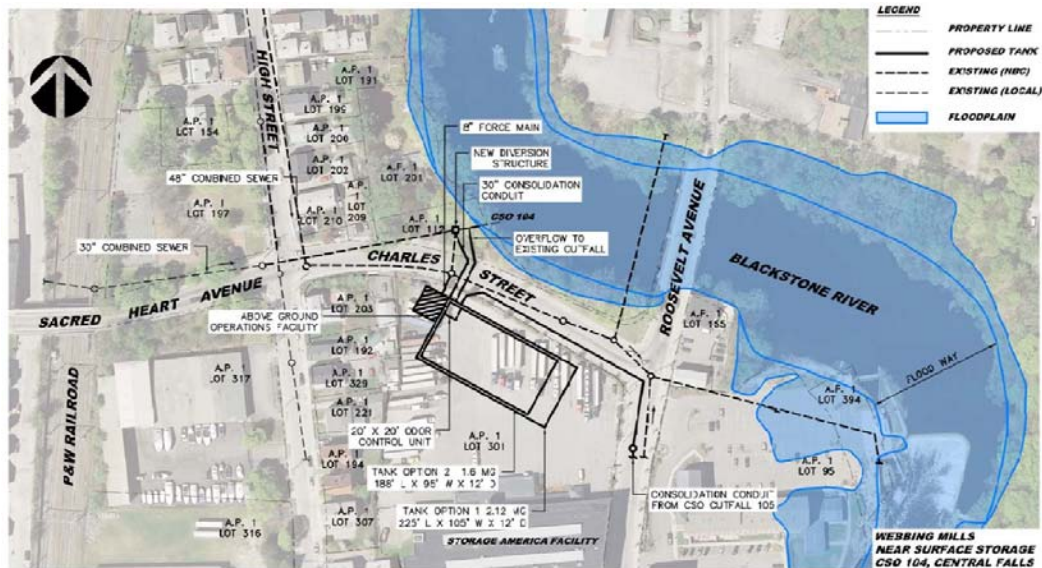 LEGEND
PROPERTY LINE
PROPOSED TANK
EXISTING (NBC)
EXISTING (LOCAL)
FLOODPLAIN
A.P. 1
LOT 191
A.P. 1
LOT 154
HIGH STREET
A.P. 1
LOT 199
A.P. 1
LOT 200
A.P. 1
LOT 202
8" FORCE MAIN
NEW DIVERSION
STRUCTURE
48" COMBINED SEWER
A.P. 1
LOT 201
30" CONSOLIDATION
CONDUIT
A.P. 1
LOT 197
A.P. 1
LOT 210
A.P.
1
LOT
209
A.P. 1
LOT 112
CSO 104
OVERFLOW TO
EXISTING OUTFALL
30" COMBINED SEWER
CHARLES STREET
ROOSEVELT AVENUE
BLACKSTONE RIVER
SACRED HEART AVENUE
A.P. 1
LOT 203
ABOVE GROUND
OPERATIONS FACILITY
A.P. 1
LOT 155
A.P. 1
LOT 192
A.P. 1
LOT 317
A.P. 1
LOT 329
FLOOD WAY
A.P. 1
LOT 394
A.P. 1
LOT 221
P&W RAILROAD
20' X 20' ODOR
CONTROL UNIT
A.P. 1
LOT 301
A.P. 1
LOT 194
A.P. 1
LOT 95
TANK OPTION 2 1.6 MG
188' L X 95' W X 12' D
CONSOLIDATION CONDUIT
FROM CSO OUTFALL 105
TANK OPTION 1 2.12 MG
225' L X 105' W X 12' D
A.P. 1
LOT 307
A.P. 1
LOT 316
STORAGE AMERICA FACILITY
WEBBING MILLS
NEAR SURFACE STORAGE
CSO 104, CENTRAL FALLS